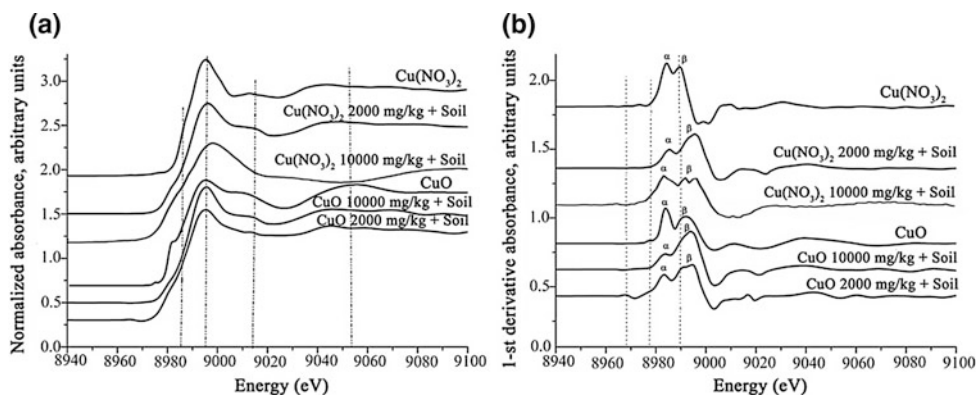 (a)
Normalized absorbance, arbitrary units
3.0
2.5
2.0
1.5
1.0
0.5
0.0
Cu(NO₃)₂
Cu(NO₃)₂ 2000 mg/kg + Soil
Cu(NO₃)₂ 10000 mg/kg + Soil
CuO
CuO 10000 mg/kg + Soil
CuO 2000 mg/kg + Soil
8940 8960 8980 9000 9020 9040 9060 9080 9100
Energy (eV)
(b)
1-st derivative absorbance, arbitrary units
2.0
1.5
1.0
0.5
0.0
α β
Cu(NO₃)₂
β
α
Cu(NO₃)₂ 2000 mg/kg + Soil
α β
Cu(NO₃)₂ 10000 mg/kg + Soil
α β
CuO
α β
CuO 10000 mg/kg + Soil
α β
CuO 2000 mg/kg + Soil
8940 8960 8980 9000 9020 9040 9060 9080 9100
Energy (eV)